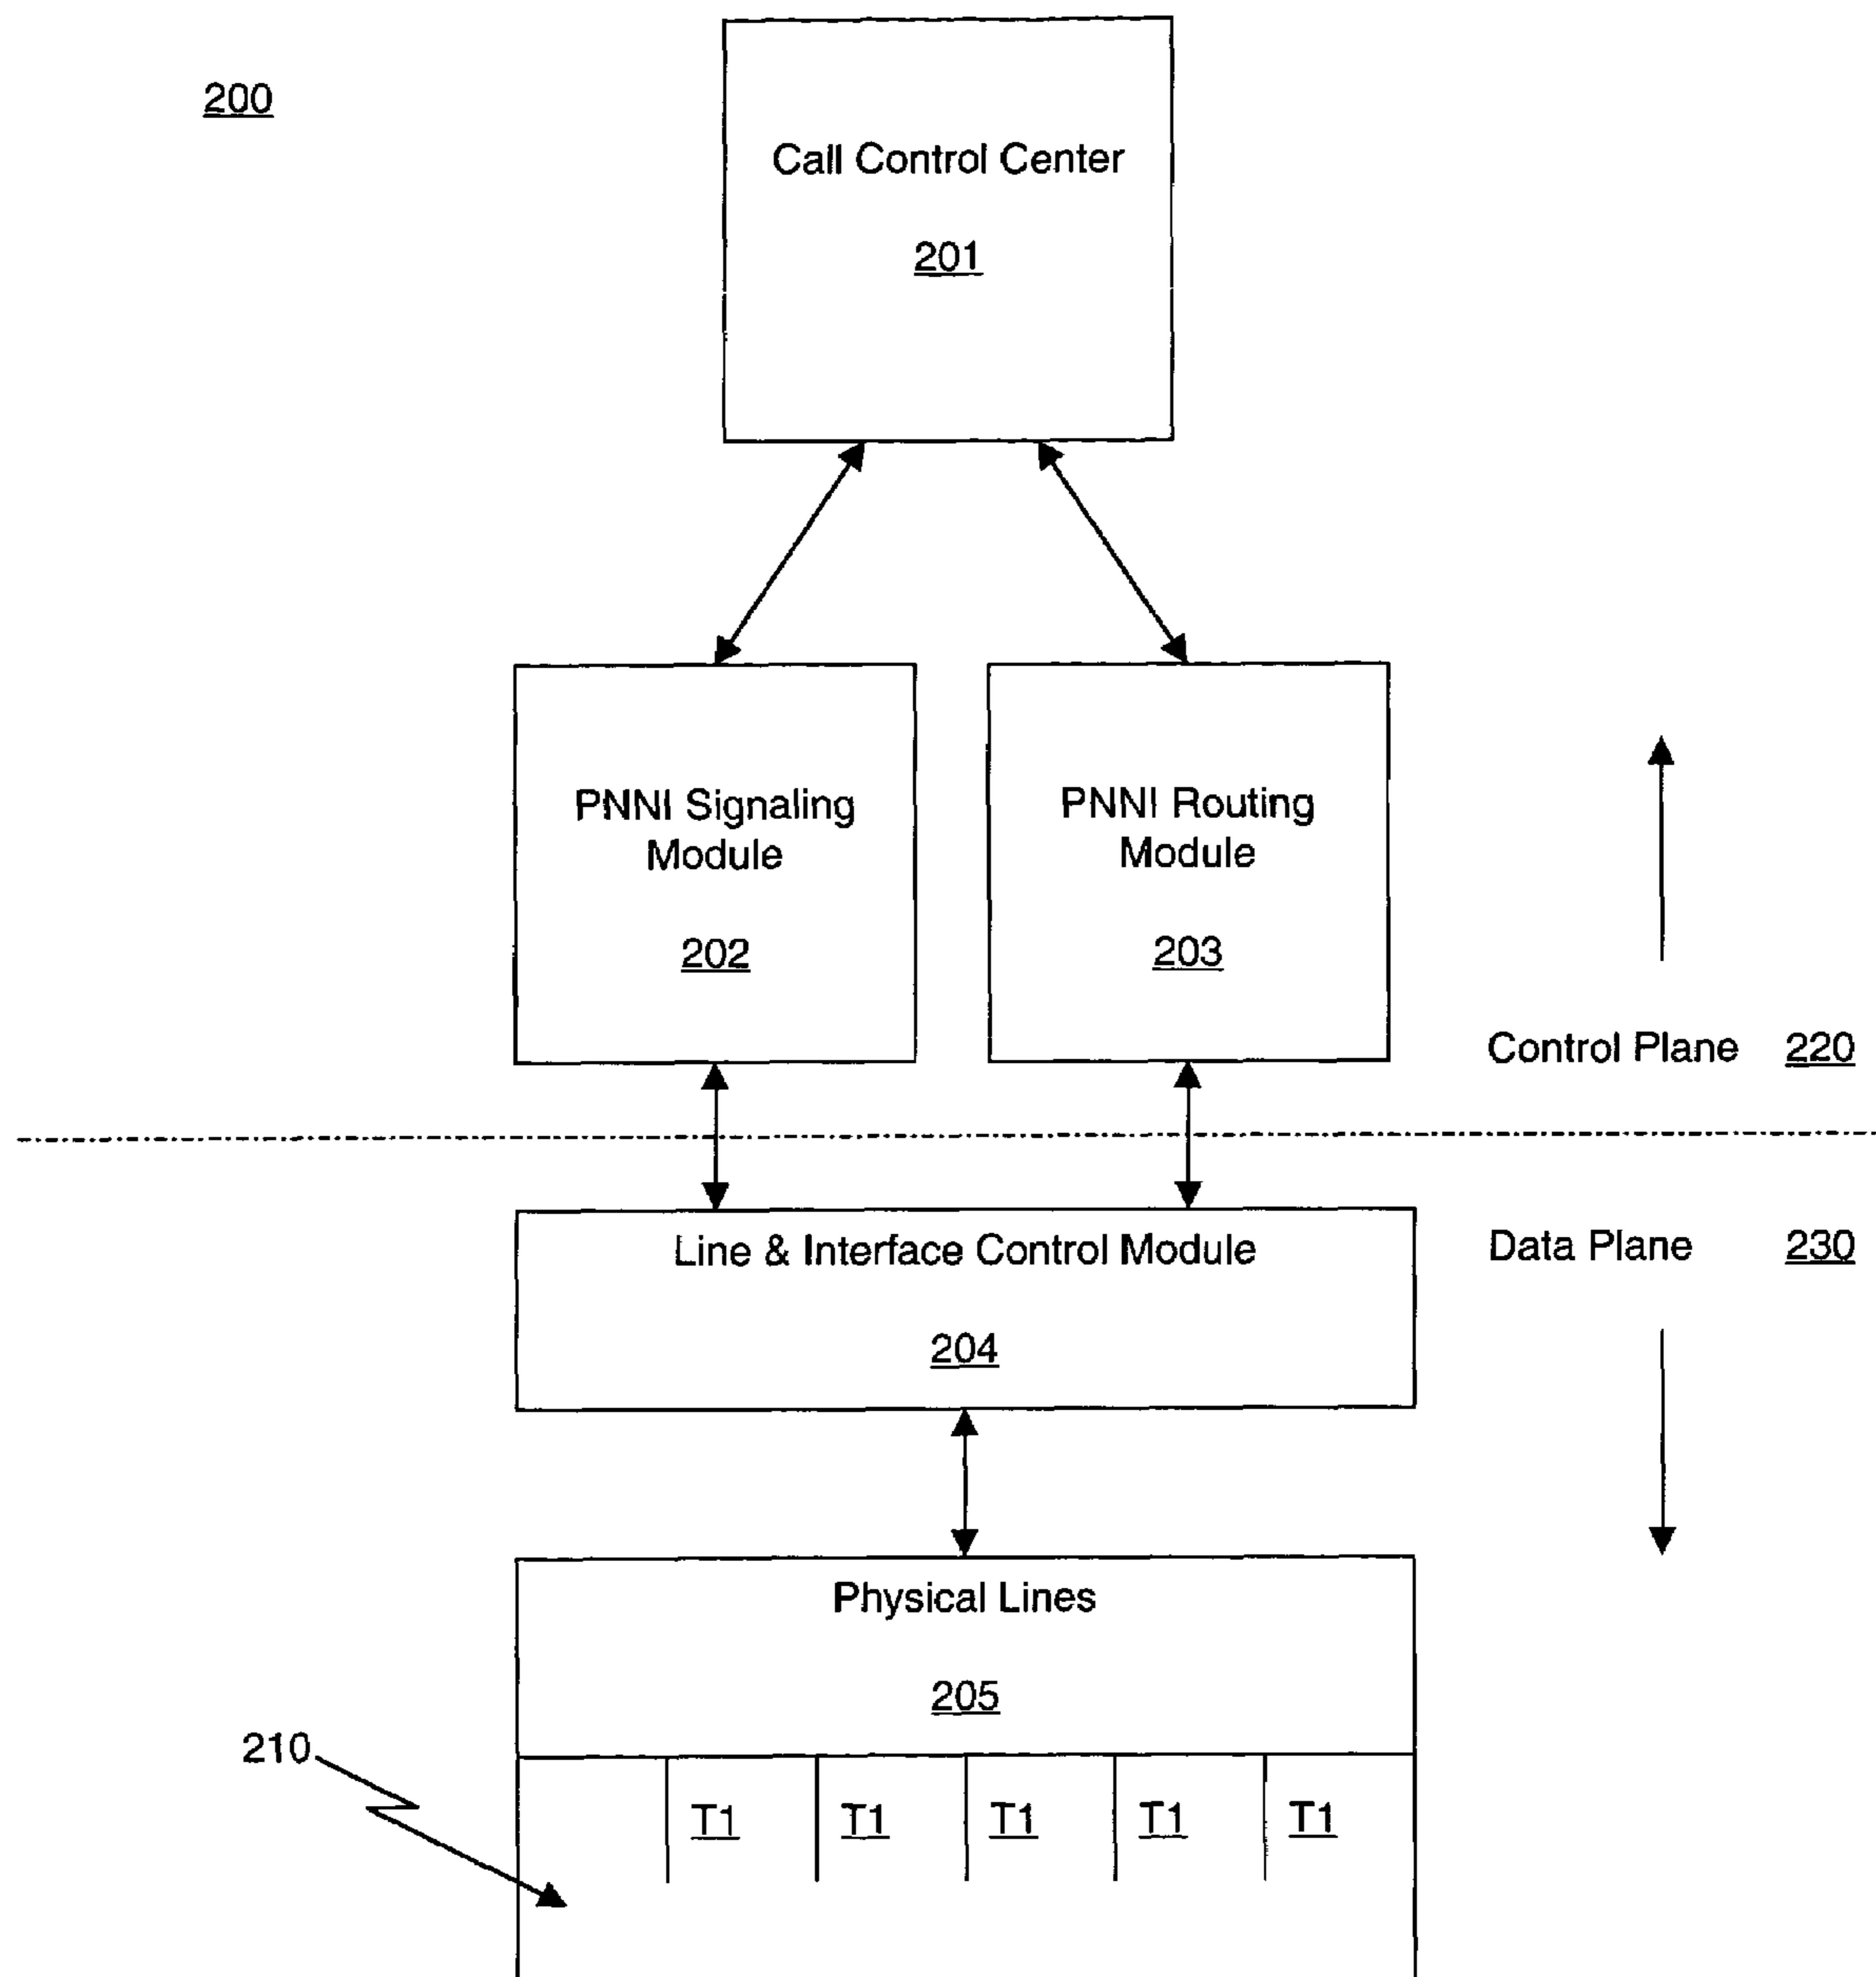 200
Call Control Center
201
PNNI Signaling
Module
202
PNNI Routing
Module
203
Control Plane 220
Line & Interface Control Module
204
Data Plane 230
Physical Lines
205
210
T1 T1 T1 T1 T1